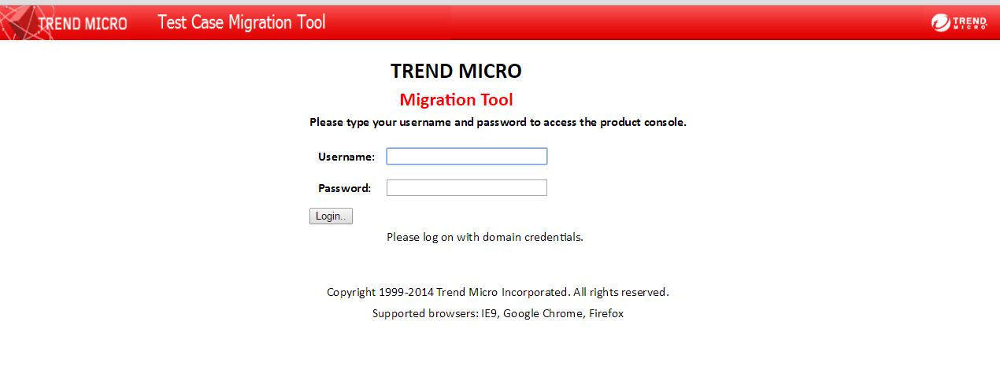 TREND MICRO Test Case Migration Tool TREND MICRO
TREND MICRO
Migration Tool
Please type your username and password to access the product console.
Username:
Password:
Login..
Please log on with domain credentials.
Copyright 1999-2014 Trend Micro Incorporated. All rights reserved.
Supported browsers: IE9, Google Chrome, Firefox